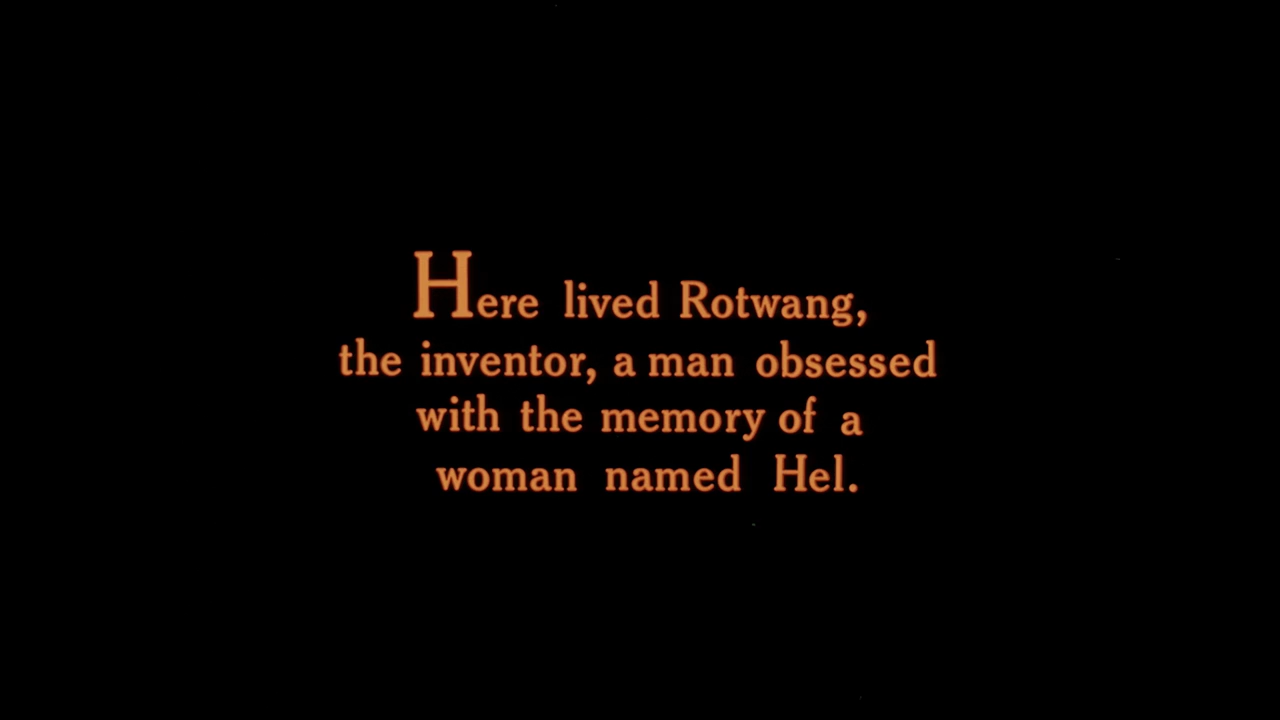 Here lived Rotwang,
the inventor, a man obsessed
with the memory of a
woman named Hel.